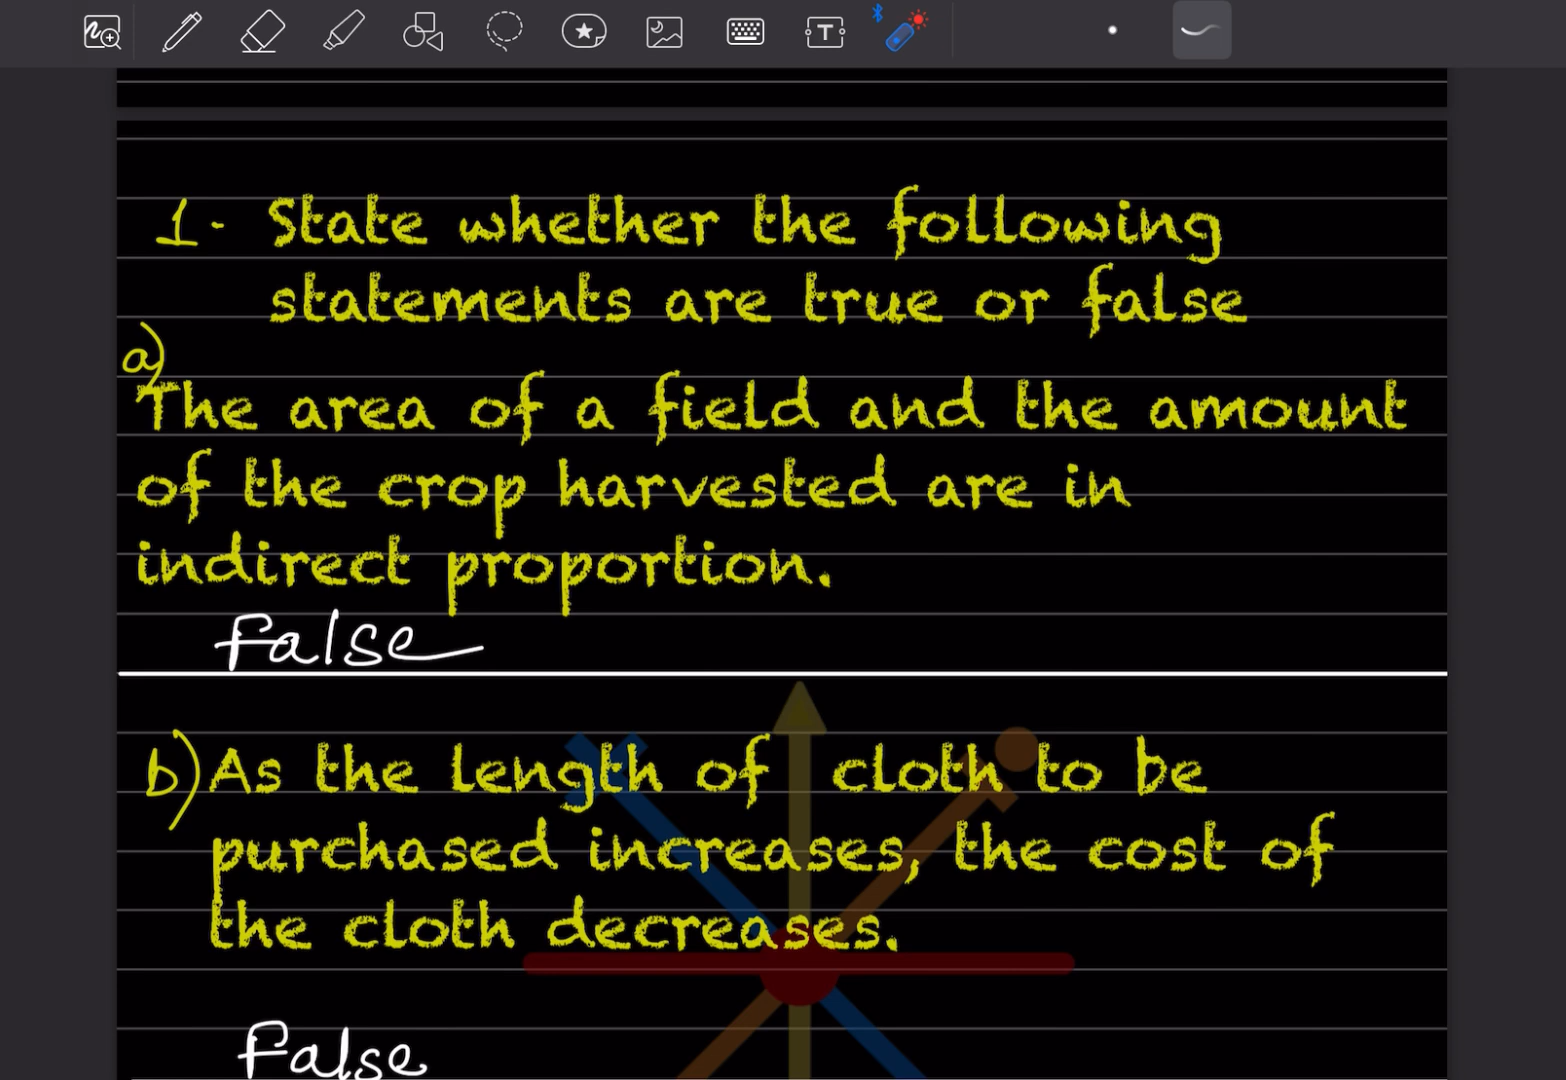 1. State whether the following
statements are true or false
a)
The area of a field and the amount
of the crop harvested are in
indirect proportion.
False
b) As the length of cloth to be
purchased increases, the cost of
the cloth decreases.
False